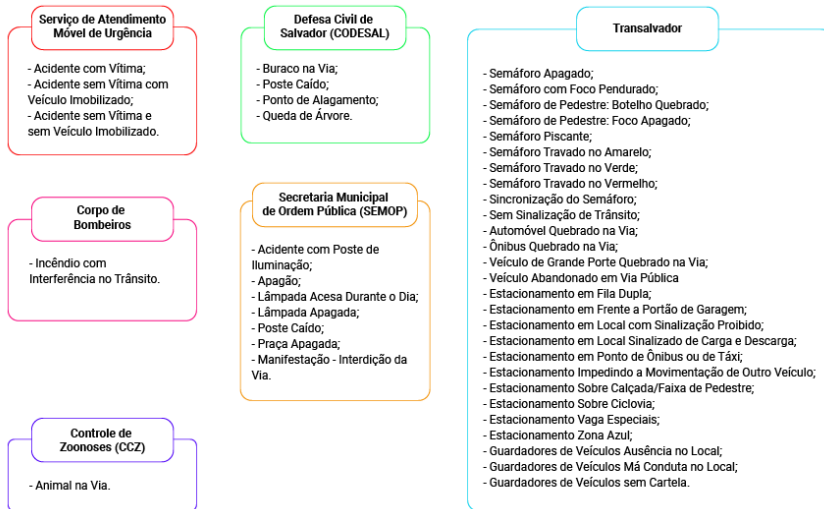 Serviço de Atendimento
Móvel de Urgência
- Acidente com Vítima;
- Acidente sem Vítima com
Veículo Imobilizado;
- Acidente sem Vítima e
sem Veículo Imobilizado.
Defesa Civil de
Salvador (CODESAL)
- Buraco na Via;
- Poste Caído;
- Ponto de Alagamento;
- Queda de Árvore.
Transalvador
- Semáforo Apagado;
- Semáforo com Foco Pendurado;
- Semáforo de Pedestre: Botelho Quebrado;
- Semáforo de Pedestre: Foco Apagado;
- Semáforo Piscante;
- Semáforo Travado no Amarelo;
- Semáforo Travado no Verde;
- Semáforo Travado no Vermelho;
- Sincronização do Semáforo;
- Sem Sinalização de Trânsito;
- Automóvel Quebrado na Via;
- Ônibus Quebrado na Via;
- Veículo de Grande Porte Quebrado na Via;
- Veículo Abandonado em Via Pública
- Estacionamento em Fila Dupla;
- Estacionamento em Frente a Portão de Garagem;
- Estacionamento em Local com Sinalização Proibido;
- Estacionamento em Local Sinalizado de Carga e Descarga;
- Estacionamento em Ponto de Ônibus ou de Táxi;
- Estacionamento Impedindo a Movimentação de Outro Veículo;
- Estacionamento Sobre Calçada/Faixa de Pedestre;
- Estacionamento Sobre Ciclovia;
- Estacionamento Vaga Especiais;
- Estacionamento Zona Azul;
- Guardadores de Veículos Ausência no Local;
- Guardadores de Veículos Má Conduta no Local;
- Guardadores de Veículos sem Cartela.
Corpo de
Bombeiros
- Incêndio com
Interferência no Trânsito.
Secretaria Municipal
de Ordem Pública (SEMOP)
- Acidente com Poste de
Iluminação;
- Apagão;
- Lâmpada Acesa Durante o Dia;
- Lâmpada Apagada;
- Poste Caído;
- Praça Apagada;
- Manifestação - Interdição da
Via.
Controle de
Zoonoses (CCZ)
- Animal na Via.